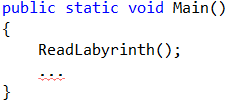 public static void Main()
{
ReadLabyrinth();
...
}